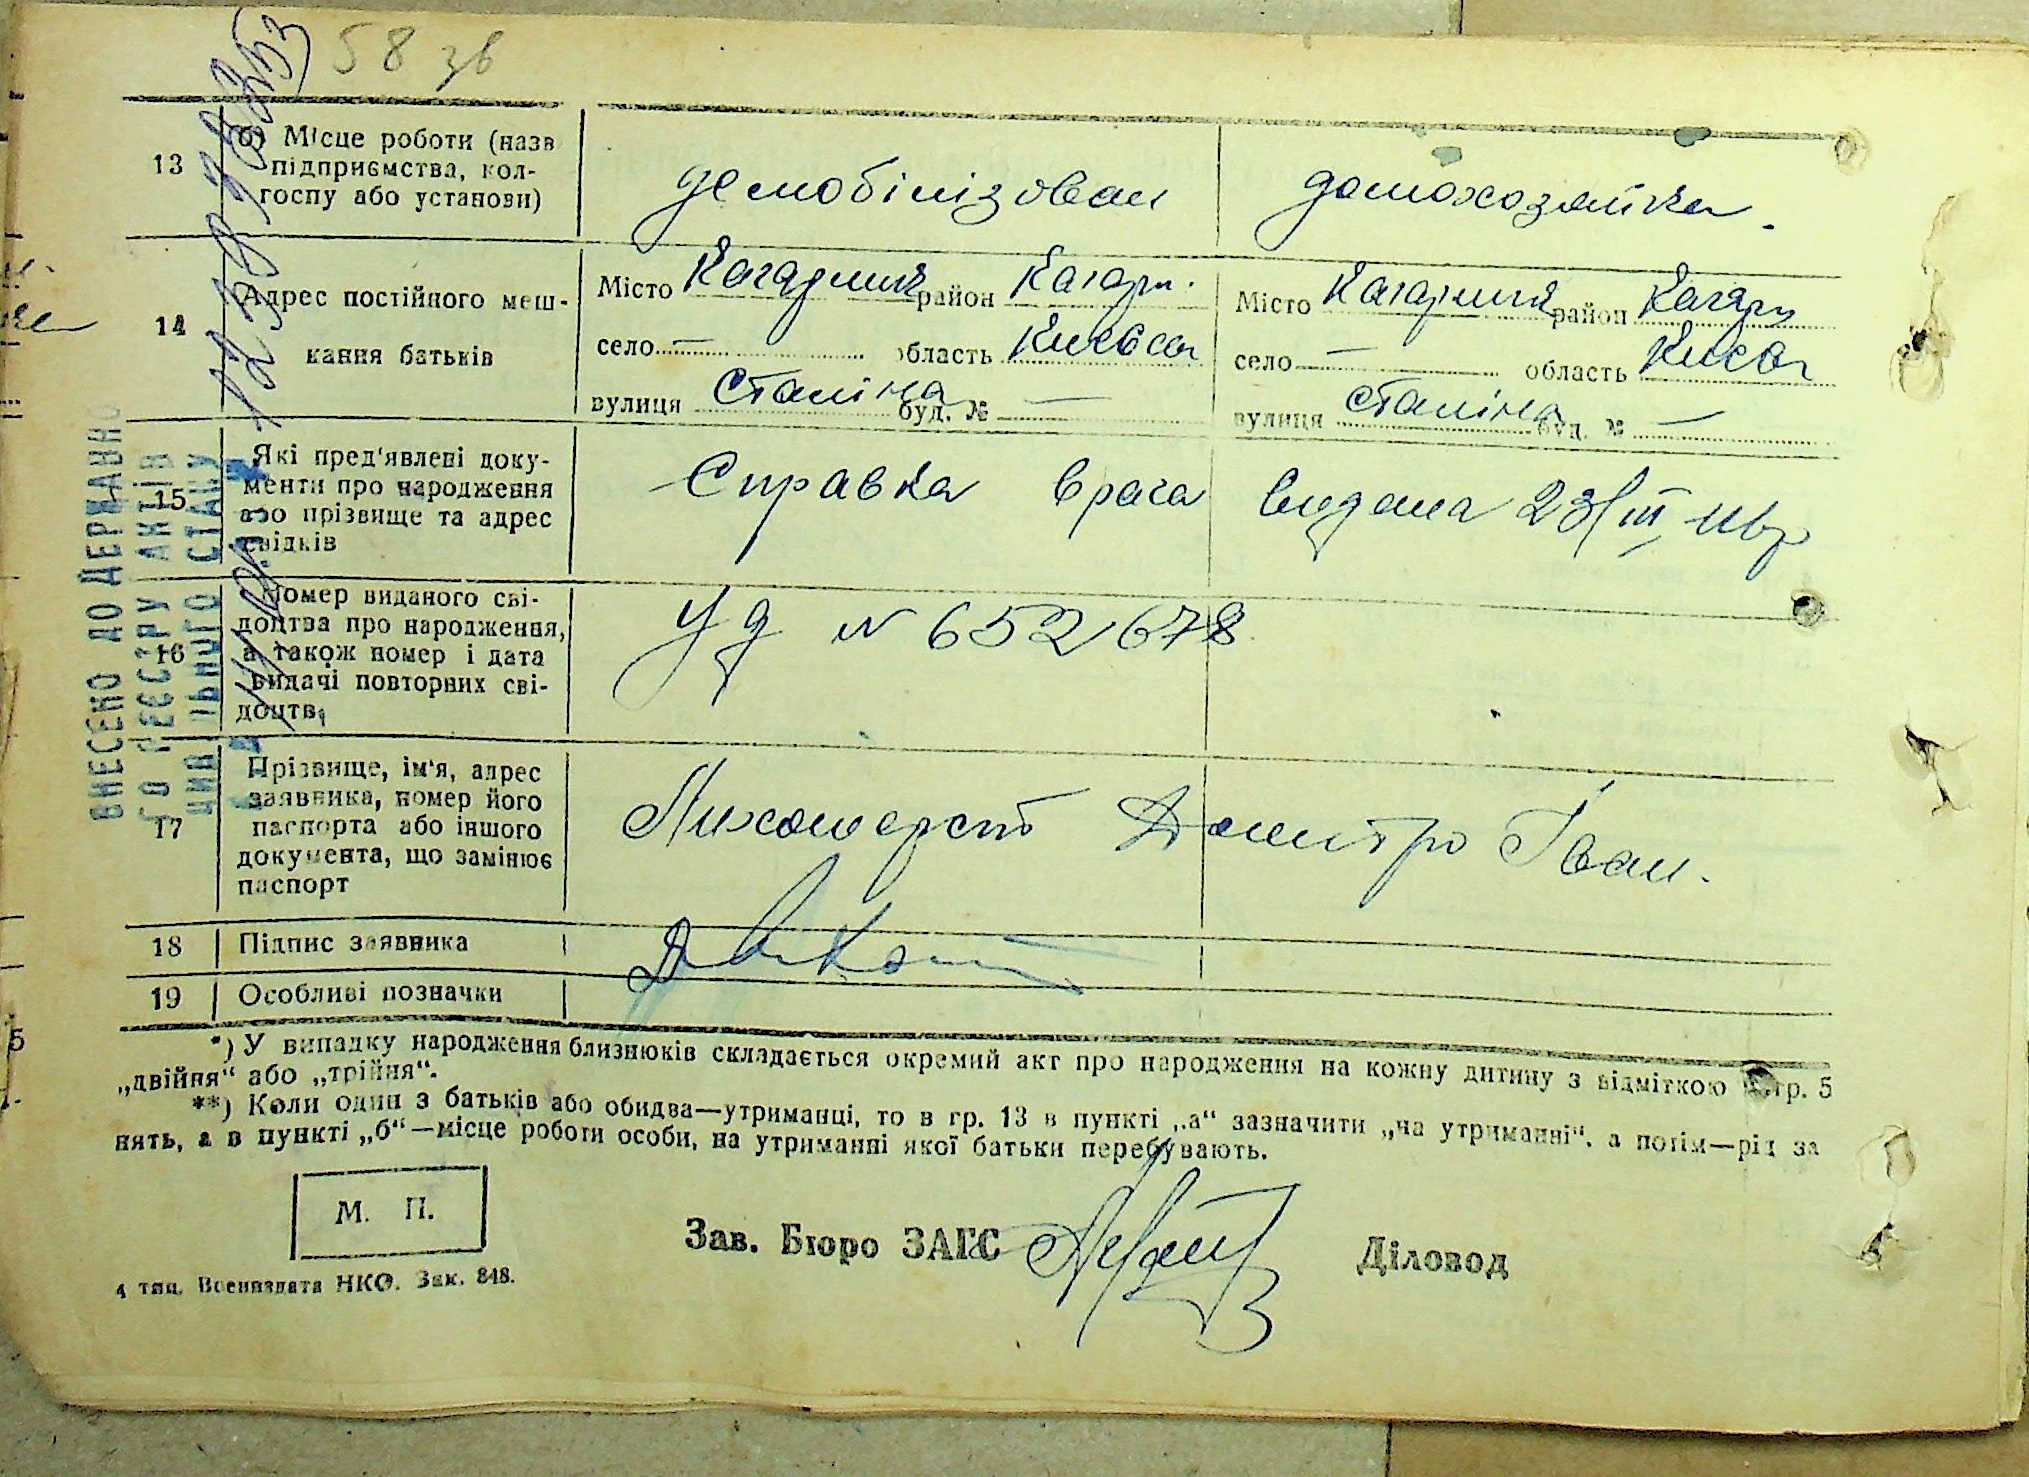 58 зв
13
б) Місце роботи (назв
підприємства, кол-
госпу або установи)
демобілізован
домохозяйка.
14
Адрес постійного меш-
кання батьків
Місто Кагарлик район Кагарл.
село — область Києвськ
вулиця Сталіна буд. № —
Місто Кагарлик район Кагарл
село — область Києв
вулиця Сталіна буд. № —
15
Які пред'явлені доку-
менти про народження
або прізвище та адрес
свідків
Справка врача видана 23/III
16
Номер виданого сві-
доцтва про народження,
а також номер і дата
видачі повторних сві-
доцтв
УД № 652678
17
Прізвище, ім'я, адрес
заявника, номер його
паспорта або іншого
документа, що замінює
паспорт
Лихошерст Дмитро Іван.
18
Підпис заявника
19
Особливі позначки
ВНЕСЕНО ДО ДЕРЖАВНО
ГО РЕЄСТРУ АКТІВ
ЦИВІЛЬНОГО СТАНУ
*) У випадку народження близнюків складається окремий акт про народження на кожну дитину з відміткою в гр. 5
„двійня“ або „трійня“.
**) Коли один з батьків або обидва—утриманці, то в гр. 13 в пункті „а“ зазначити „на утриманні“, а потім—рід за
нять, а в пункті „б“—місце роботи особи, на утриманні якої батьки перебувають.
М. П.
Зав. Бюро ЗАГС
Діловод
4 тип. Воениздата НКО. Зак. 848.